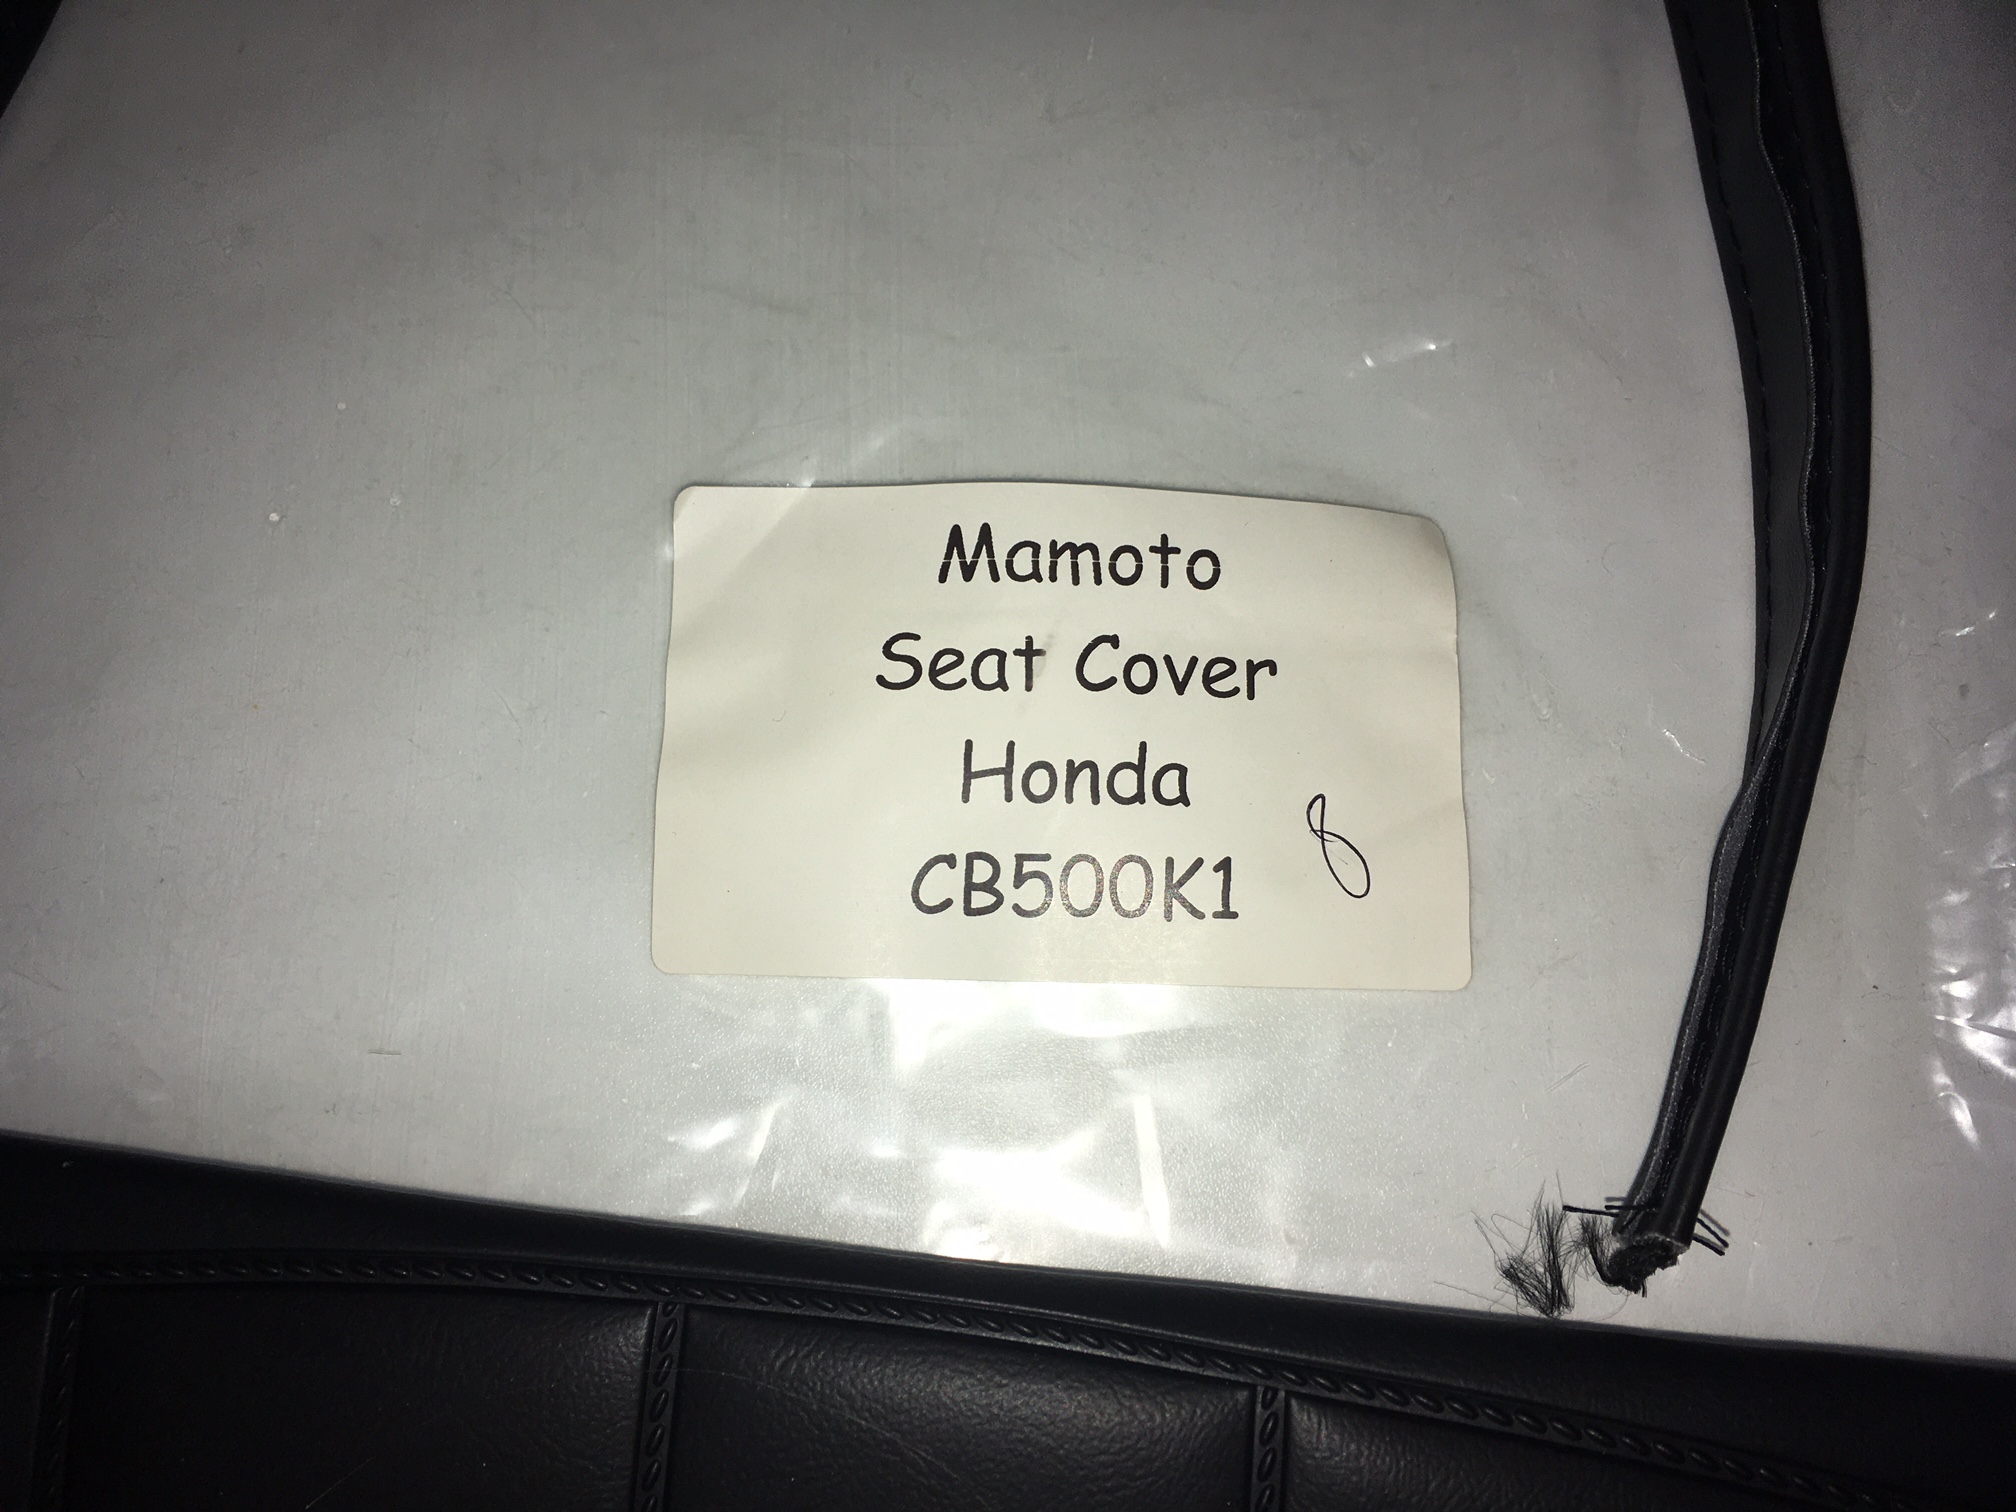 Mamoto
Seat Cover
Honda
8
CB500K1